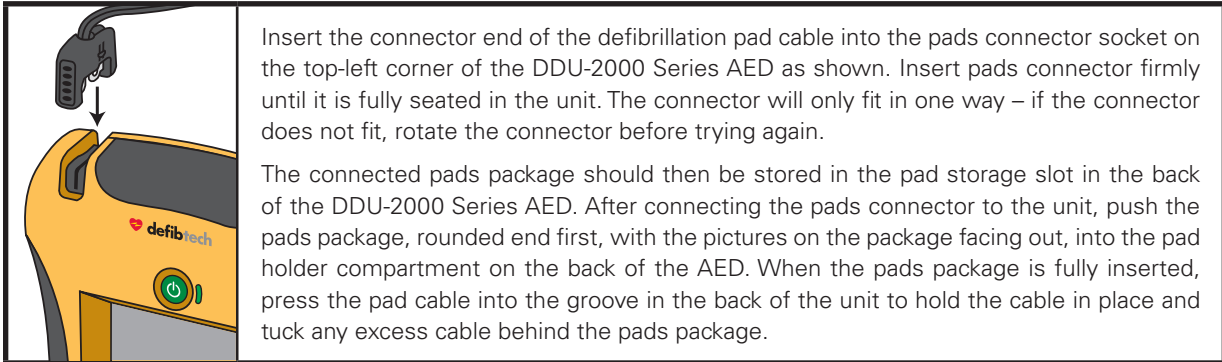 Insert the connector end of the defibrillation pad cable into the pads connector socket on
the top-left corner of the DDU-2000 Series AED as shown. Insert pads connector firmly
until it is fully seated in the unit. The connector will only fit in one way – if the connector
does not fit, rotate the connector before trying again.
The connected pads package should then be stored in the pad storage slot in the back
of the DDU-2000 Series AED. After connecting the pads connector to the unit, push the
pads package, rounded end first, with the pictures on the package facing out, into the pad
holder compartment on the back of the AED. When the pads package is fully inserted,
press the pad cable into the groove in the back of the unit to hold the cable in place and
tuck any excess cable behind the pads package.
defibtech